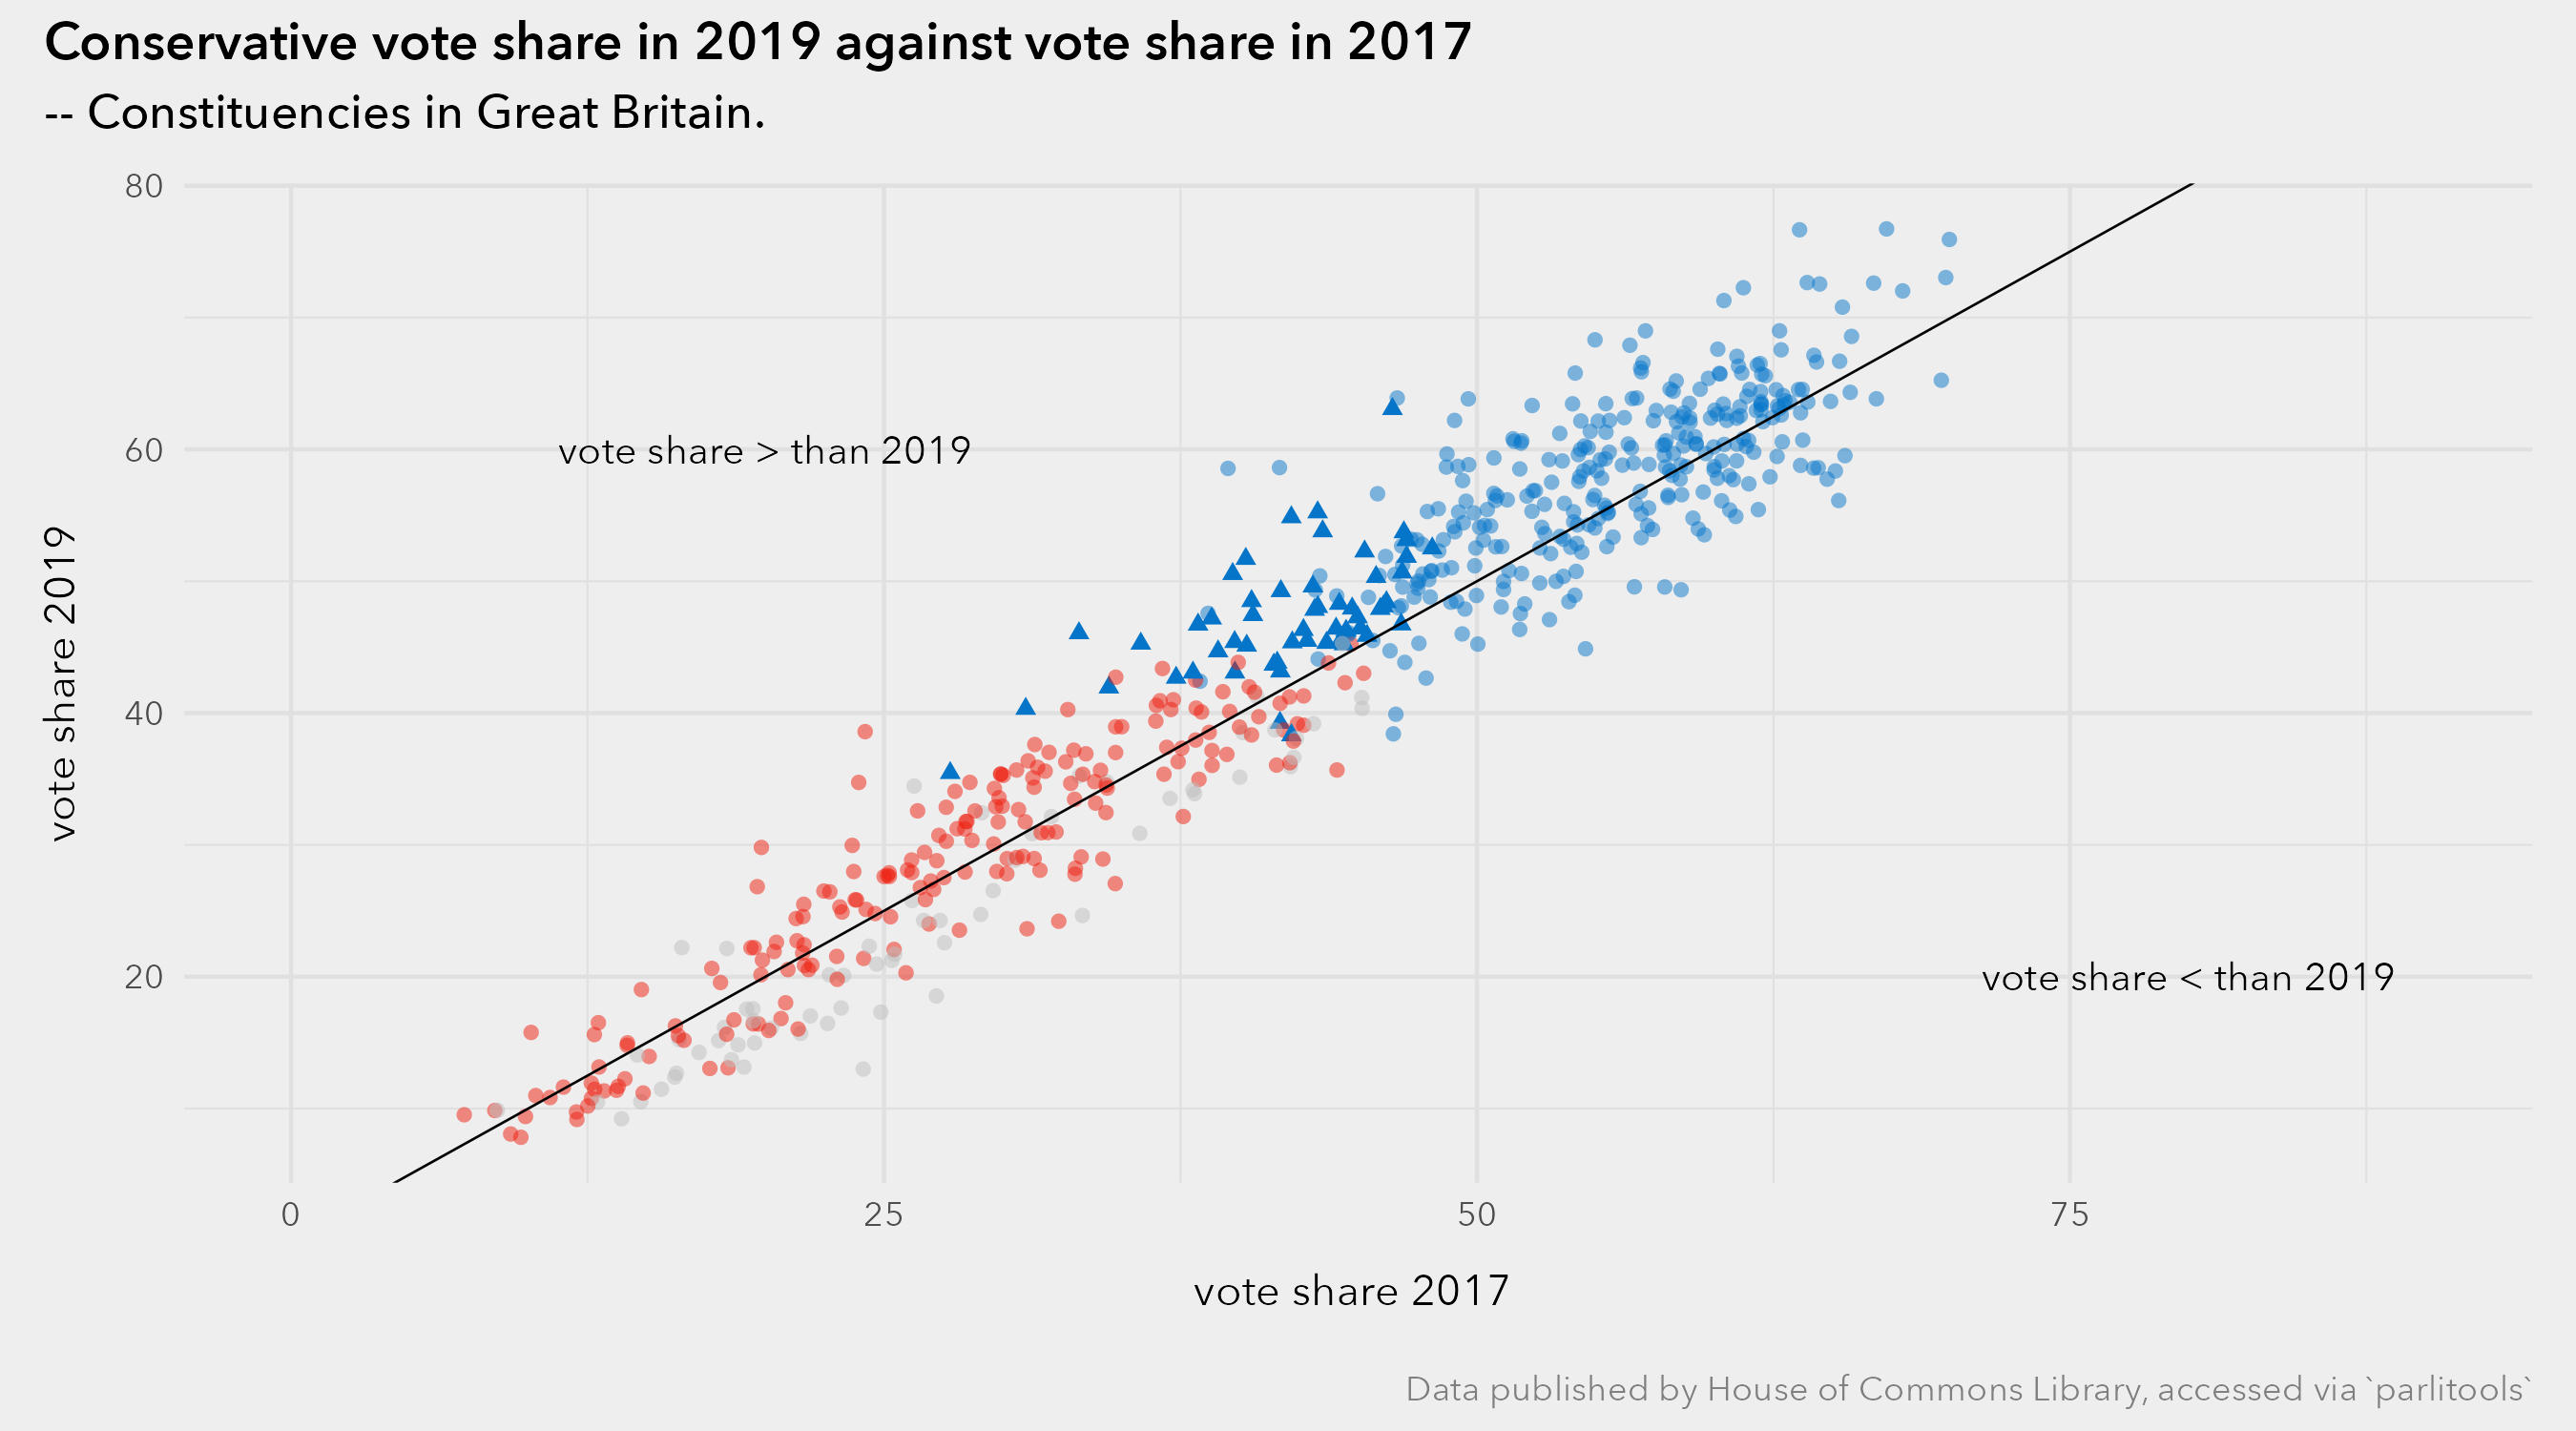 Conservative vote share in 2019 against vote share in 2017
-- Constituencies in Great Britain.
80
60
40
20
vote share 2019
vote share > than 2019
vote share < than 2019
0
25
50
75
vote share 2017
Data published by House of Commons Library, accessed via `parlitools`